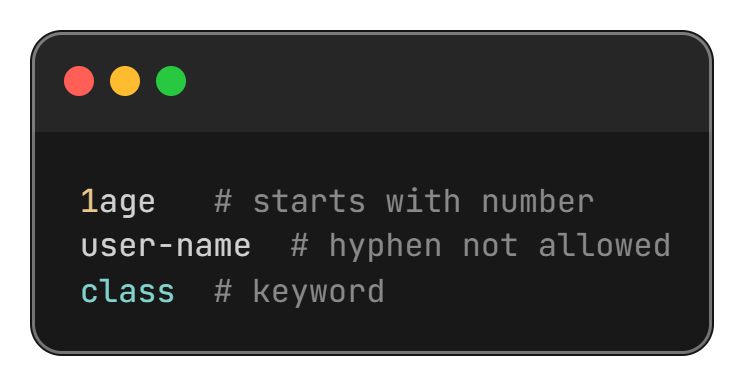 1age   # starts with number
user-name  # hyphen not allowed
class  # keyword